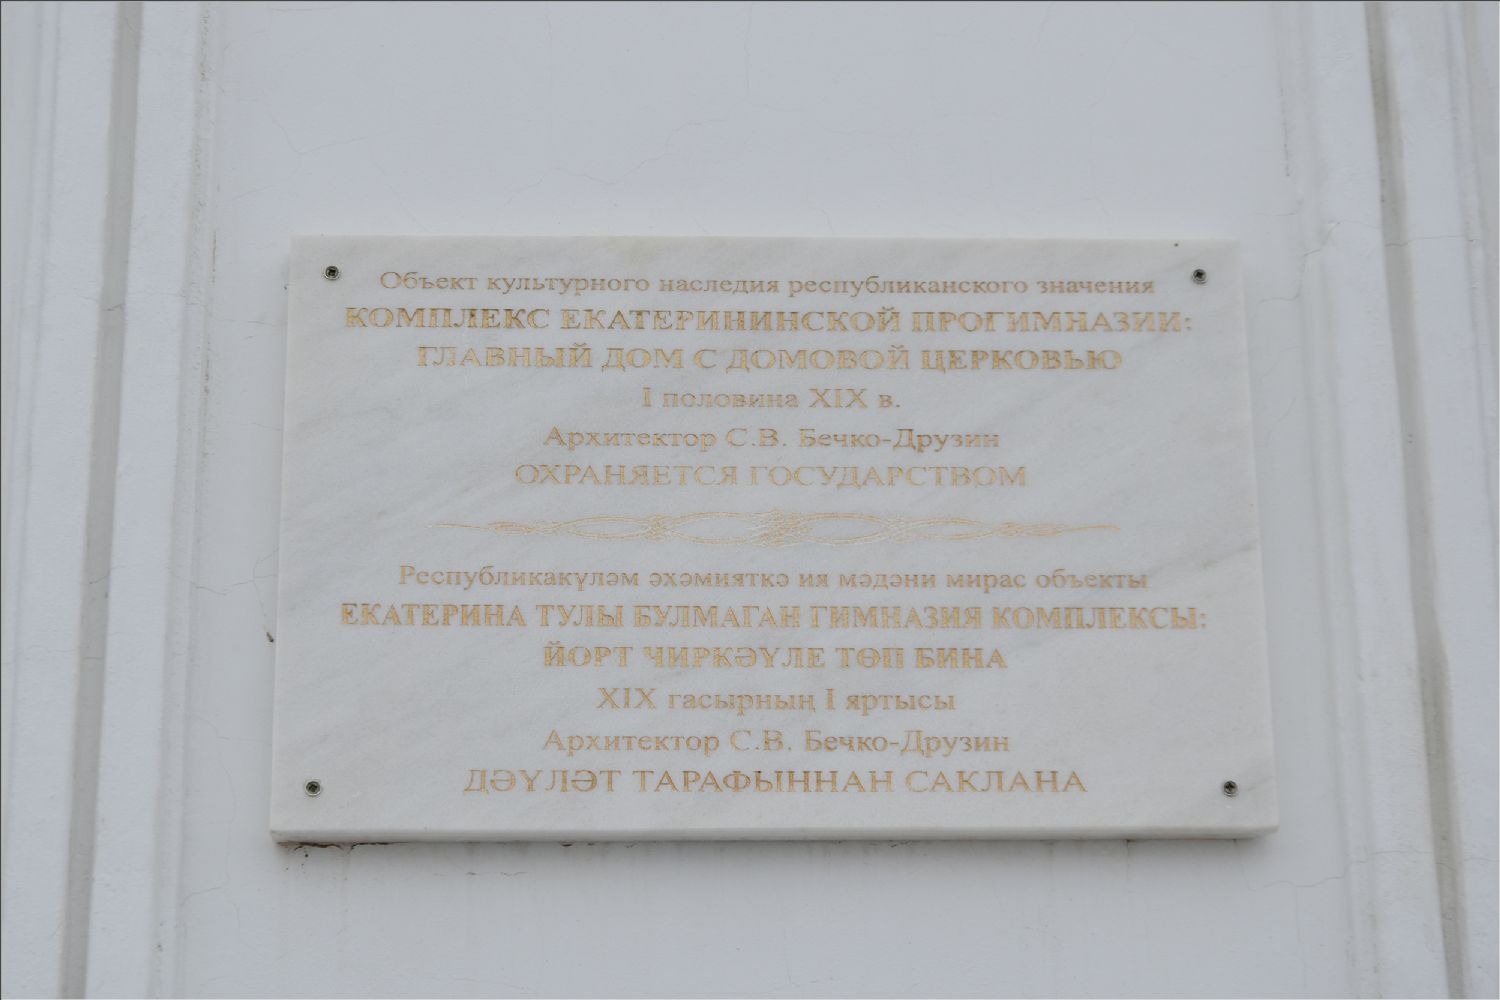 Объект культурного наследия республиканского значения
КОМПЛЕКС ЕКАТЕРИНИНСКОЙ ПРОГИМНАЗИИ:
ГЛАВНЫЙ ДОМ С ДОМОВОЙ ЦЕРКОВЬЮ
I половина XIX в.
Архитектор С.В. Бечко-Друзин
ОХРАНЯЕТСЯ ГОСУДАРСТВОМ
Республикакүләм әһәмияткә ия мәдәни мирас объекты
ЕКАТЕРИНА ТУЛЫ БУЛМАГАН ГИМНАЗИЯ КОМПЛЕКСЫ:
ЙОРТ ЧИРКӘҮЛЕ ТӨП БИНА
XIX гасырның I яртысы
Архитектор С.В. Бечко-Друзин
ДӘҮЛӘТ ТАРАФЫННАН САКЛАНА